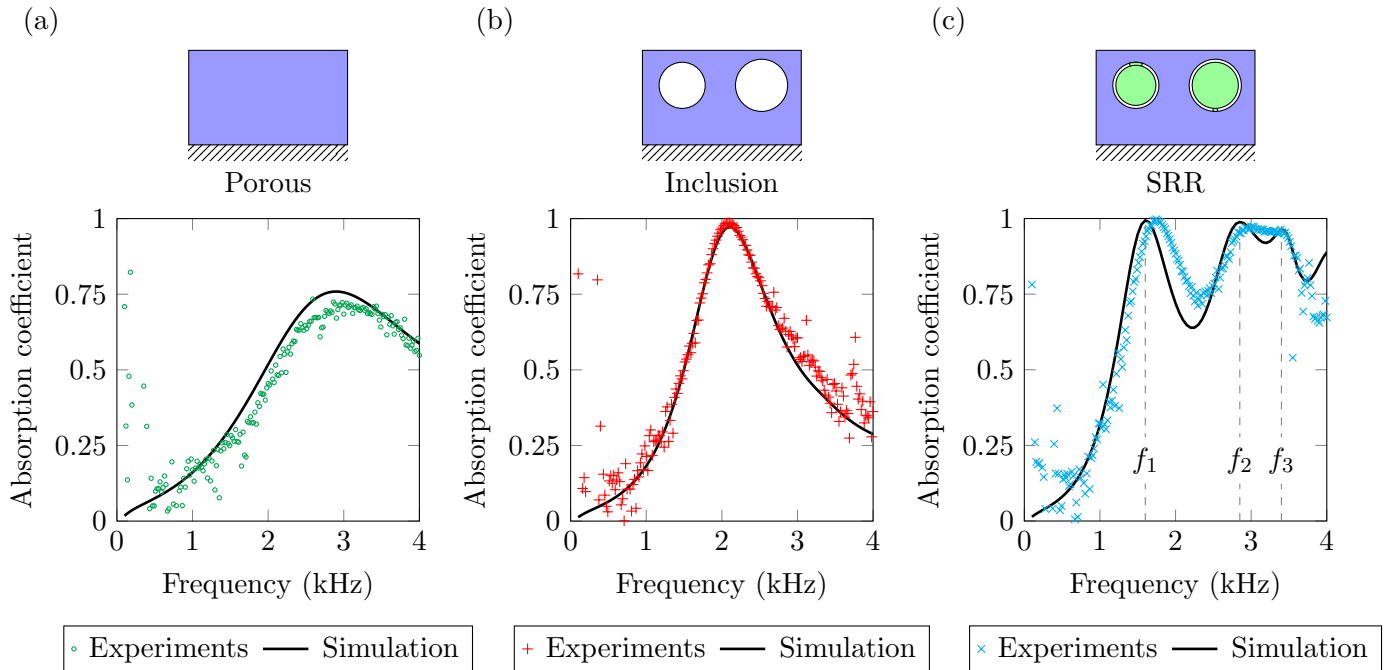 (a)
Porous
Absorption coefficient
1
0.75
0.5
0.25
0
0 1 2 3 4
Frequency (kHz)
Experiments Simulation
(b)
Inclusion
Absorption coefficient
1
0.75
0.5
0.25
0
0 1 2 3 4
Frequency (kHz)
Experiments Simulation
(c)
SRR
Absorption coefficient
1
0.75
0.5
0.25
0
f1 f2 f3
0 1 2 3 4
Frequency (kHz)
Experiments Simulation